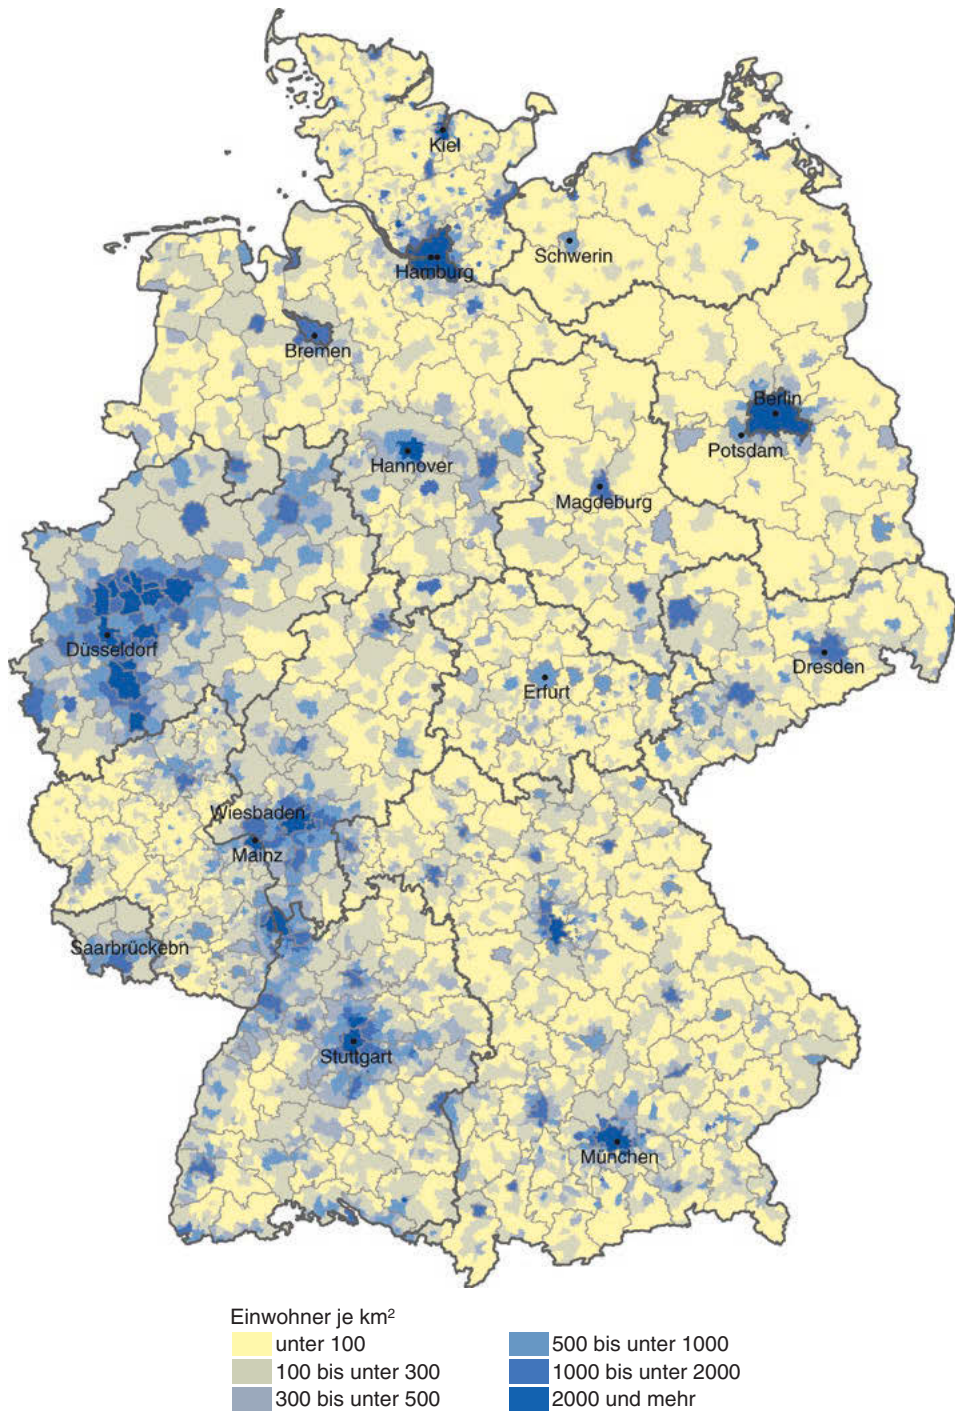 Kiel
Schwerin
Hamburg
Bremen
Berlin
Potsdam
Hannover
Magdeburg
Düsseldorf
Dresden
Erfurt
Wiesbaden
Mainz
Saarbrückebn
Stuttgart
München
Einwohner je km²
unter 100
100 bis unter 300
300 bis unter 500
500 bis unter 1000
1000 bis unter 2000
2000 und mehr